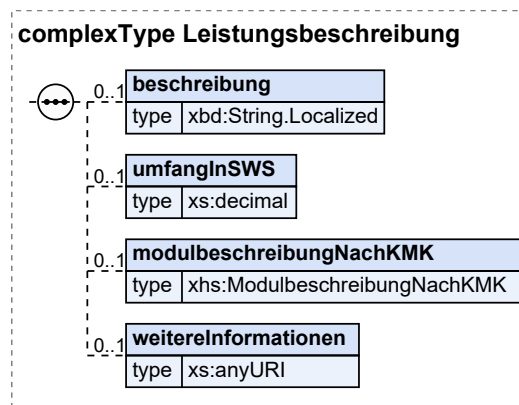 complexType Leistungsbeschreibung
0..1 beschreibung
type xbd:String.Localized
0..1 umfangInSWS
type xs:decimal
0..1 modulbeschreibungNachKMK
type xhs:ModulbeschreibungNachKMK
0..1 weitereInformationen
type xs:anyURI